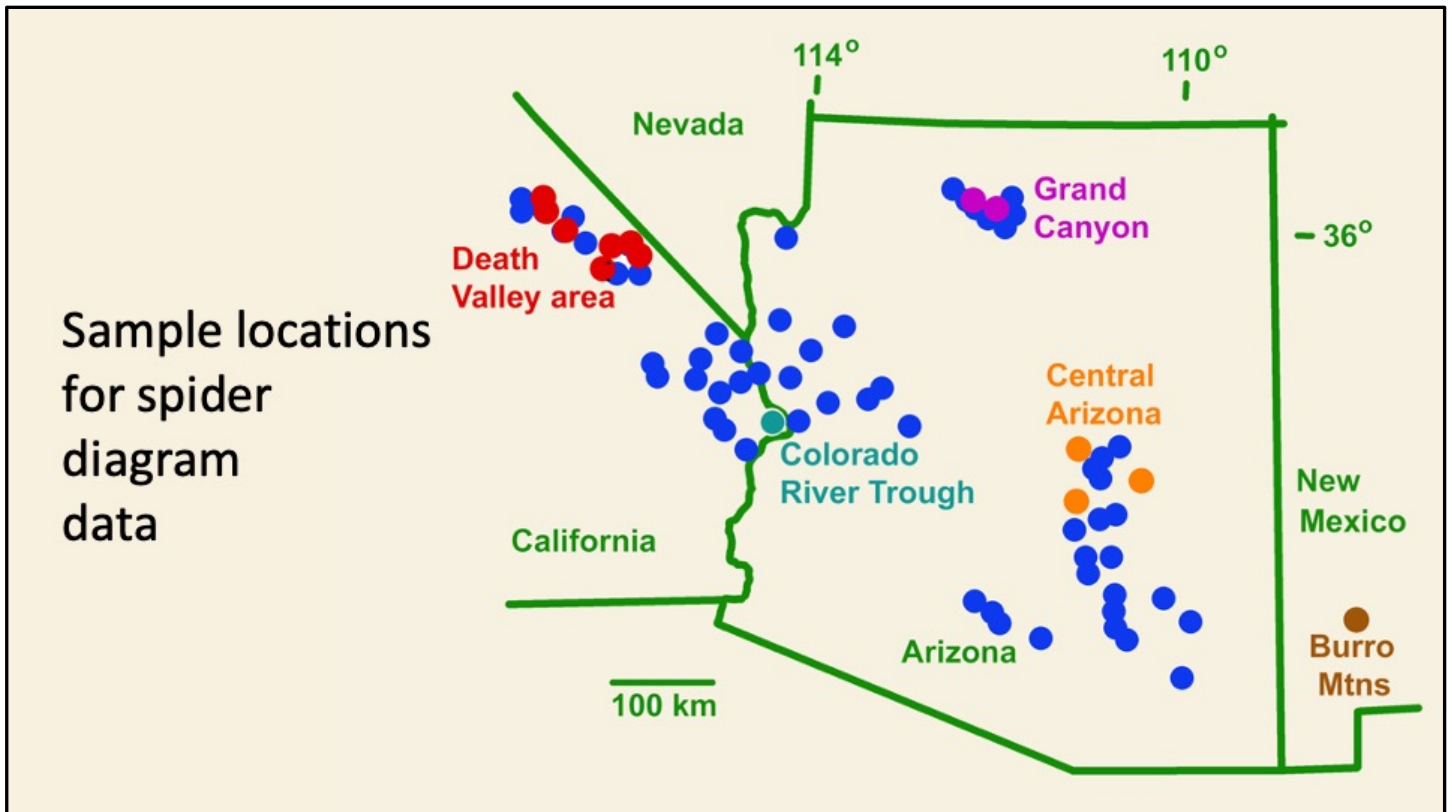 114°
110°
Nevada
Grand
Canyon
36°
Death
Valley area
Sample locations
for spider
diagram
data
Central
Arizona
Colorado
River Trough
New
Mexico
California
Arizona
Burro
Mtns
100 km